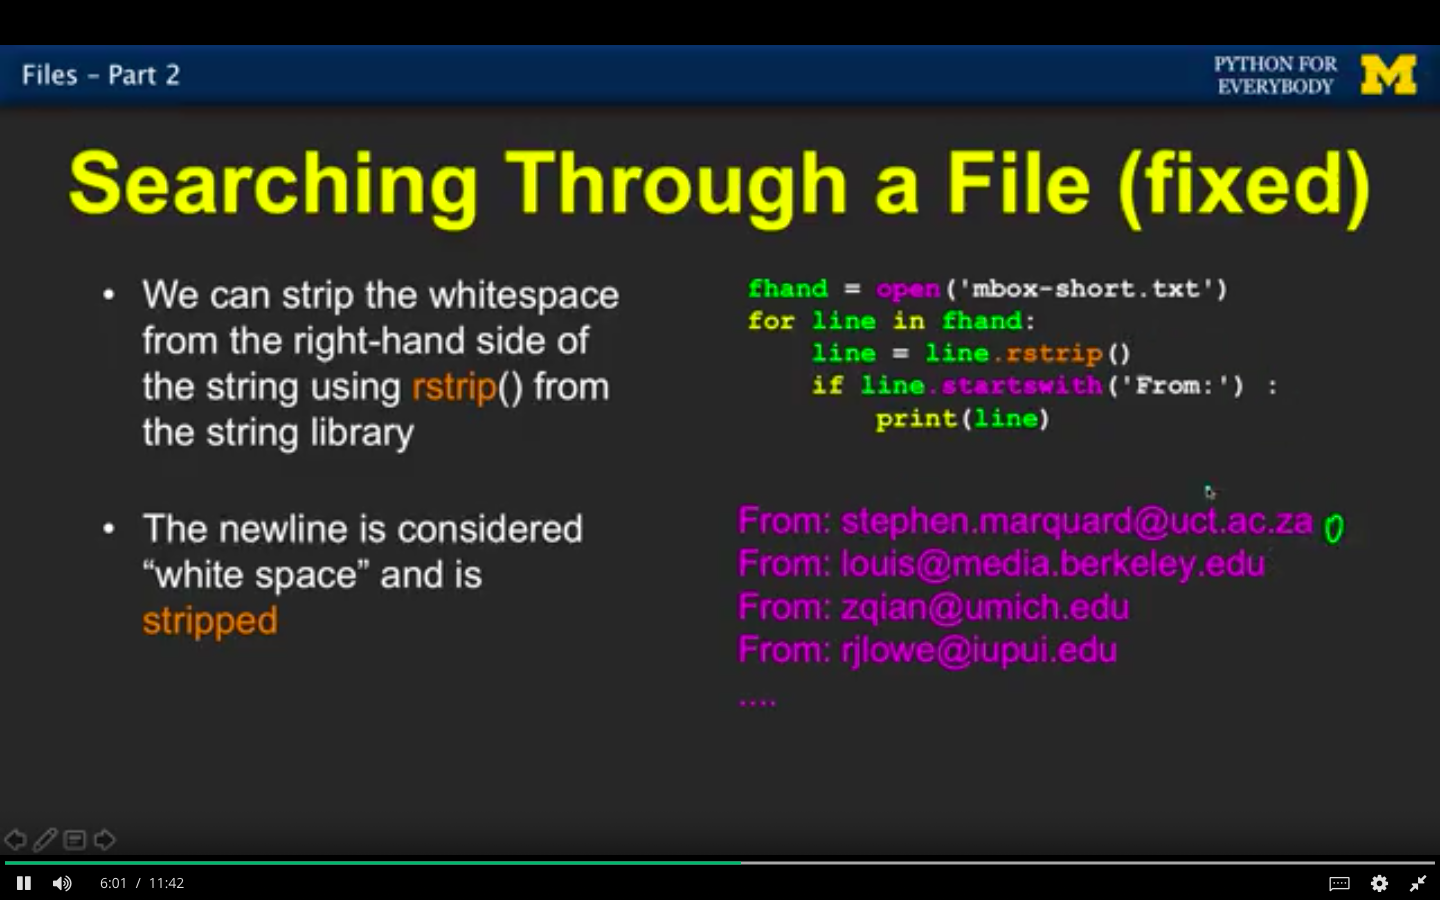 Files – Part 2
PYTHON FOR
EVERYBODY
M
Searching Through a File (fixed)
• We can strip the whitespace
from the right-hand side of
the string using rstrip() from
the string library
• The newline is considered
“white space” and is
stripped
fhand = open('mbox-short.txt')
for line in fhand:
    line = line.rstrip()
    if line.startswith('From:') :
        print(line)
From: stephen.marquard@uct.ac.za
From: louis@media.berkeley.edu
From: zqian@umich.edu
From: rjlowe@iupui.edu
....
6:01 / 11:42